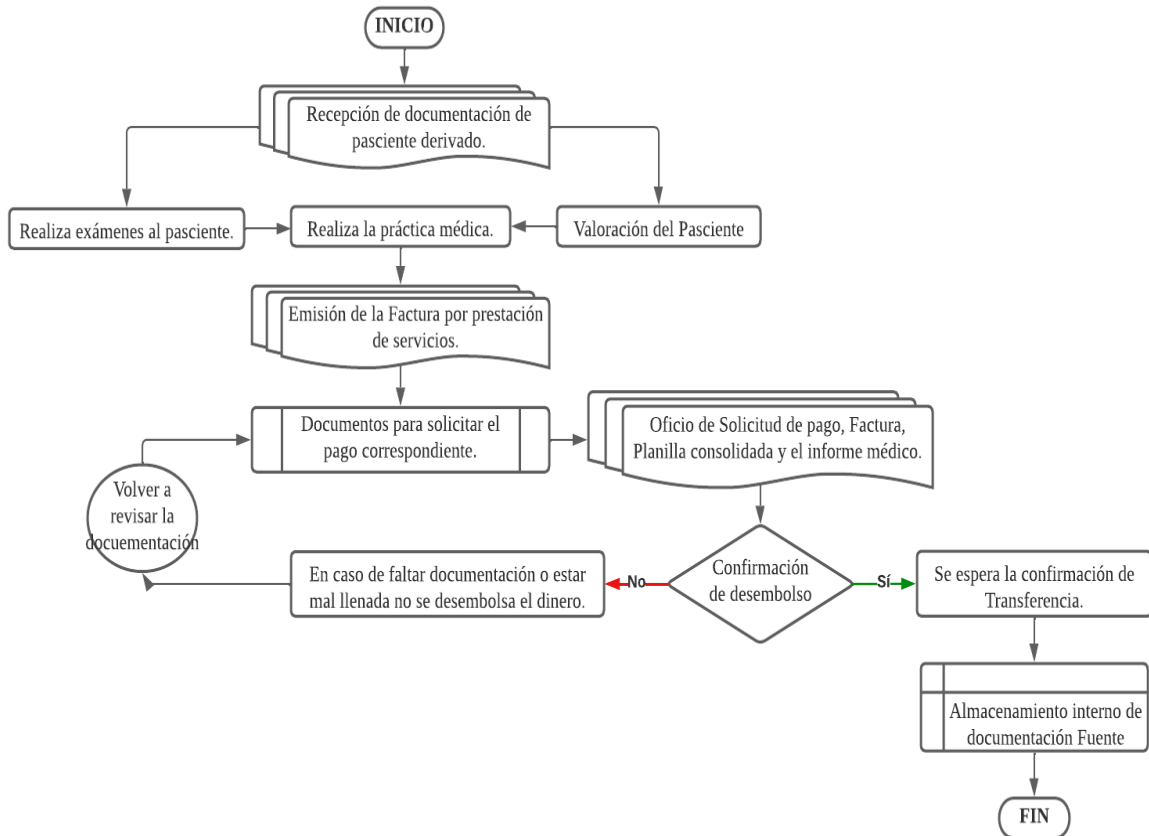 INICIO
Recepción de documentación de
pasciente derivado.
Realiza exámenes al pasciente.
Realiza la práctica médica.
Valoración del Pasciente
Emisión de la Factura por prestación
de servicios.
Documentos para solicitar el
pago correspondiente.
Oficio de Solicitud de pago, Factura,
Planilla consolidada y el informe médico.
Volver a
revisar la
docuementación
En caso de faltar documentación o estar
mal llenada no se desembolsa el dinero.
No
Confirmación
de desembolso
Sí
Se espera la confirmación de
Transferencia.
Almacenamiento interno de
documentación Fuente
FIN